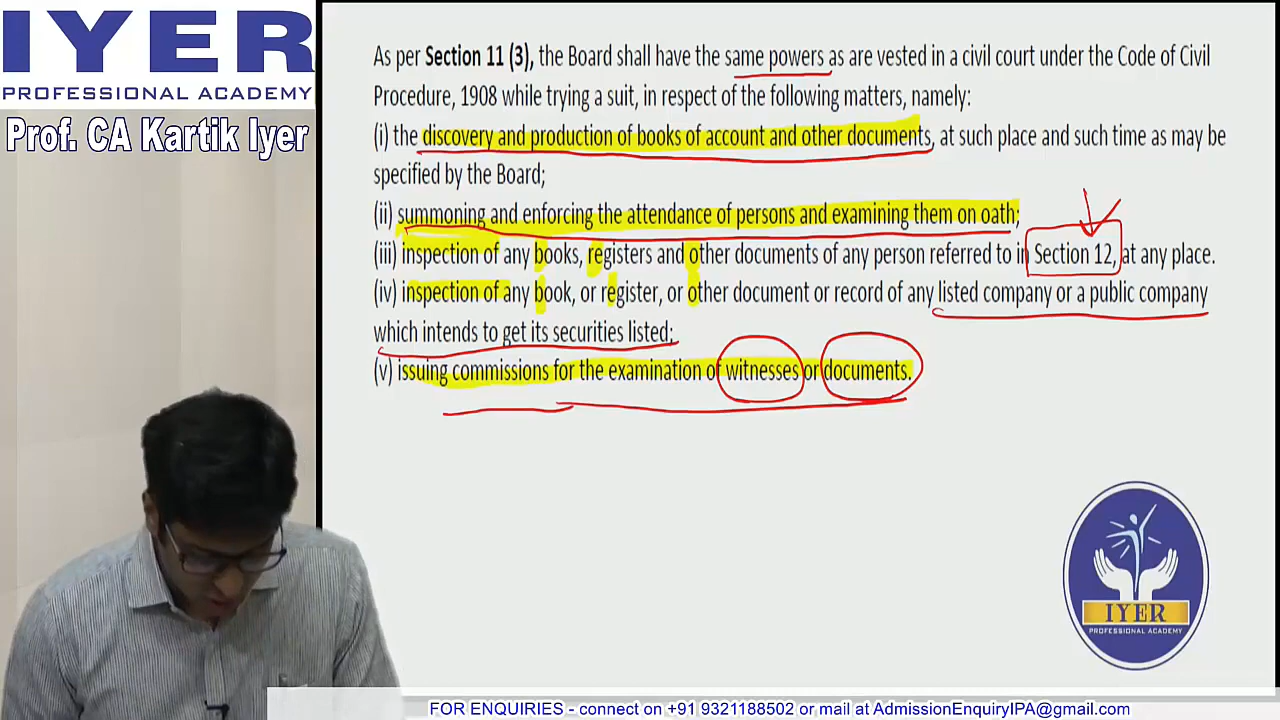 IYER
PROFESSIONAL ACADEMY
Prof. CA Kartik Iyer
As per Section 11 (3), the Board shall have the same powers as are vested in a civil court under the Code of Civil
Procedure, 1908 while trying a suit, in respect of the following matters, namely:
(i) the discovery and production of books of account and other documents, at such place and such time as may be
specified by the Board;
(ii) summoning and enforcing the attendance of persons and examining them on oath;
(iii) inspection of any books, registers and other documents of any person referred to in Section 12, at any place.
(iv) inspection of any book, or register, or other document or record of any listed company or a public company
which intends to get its securities listed;
(v) issuing commissions for the examination of witnesses or documents.
IYER
PROFESSIONAL ACADEMY
FOR ENQUIRIES - connect on +91 9321188502 or mail at AdmissionEnquiryIPA@gmail.com